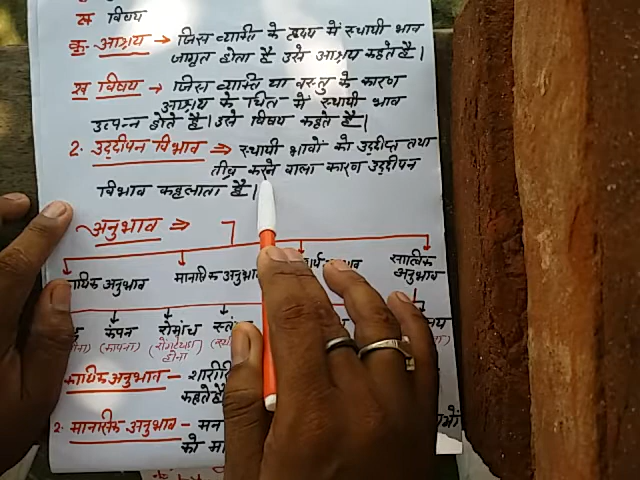 ख विषय
क. आश्रय → जिस व्यक्ति के हृदय में स्थायी भाव
जागृत होता है उसे आश्रय कहते है।
ख विषय → जिस व्यक्ति या वस्तु के कारण
आश्रय के चित में स्थायी भाव
उत्पन्न होते है। उसे विषय कहते है।
2. उद्दीपन विभाव ⇒ स्थायी भावों को उद्दीप्त तथा
तीव्र करने वाला कारण उद्दीपन
विभाव कहलाता है।
अनुभाव ⇒
कायिक अनुभाव मानसिक अनुभाव सात्विक
अनुभाव
कंपन रोमांच
(कापना)
कायिक अनुभाव –
कहते है
2. मानसिक अनुभाव – मन
को